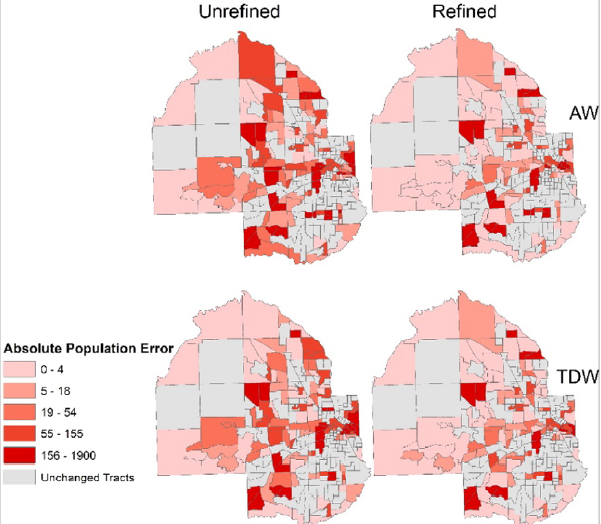 Unrefined Refined
AW
TDW
Absolute Population Error
0 - 4
5 - 18
19 - 54
55 - 155
156 - 1900
Unchanged Tracts